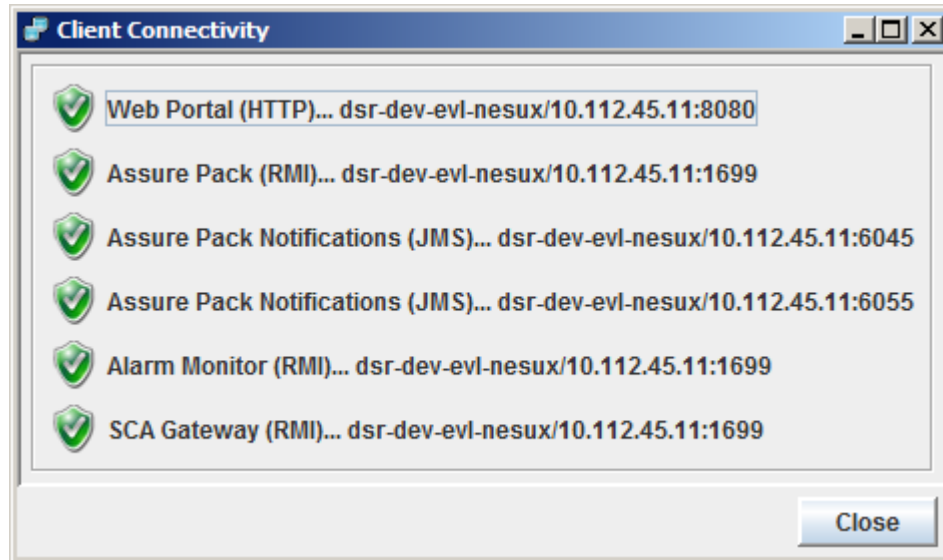 Client Connectivity
Web Portal (HTTP)... dsr-dev-evl-nesux/10.112.45.11:8080
Assure Pack (RMI)... dsr-dev-evl-nesux/10.112.45.11:1699
Assure Pack Notifications (JMS)... dsr-dev-evl-nesux/10.112.45.11:6045
Assure Pack Notifications (JMS)... dsr-dev-evl-nesux/10.112.45.11:6055
Alarm Monitor (RMI)... dsr-dev-evl-nesux/10.112.45.11:1699
SCA Gateway (RMI)... dsr-dev-evl-nesux/10.112.45.11:1699
Close